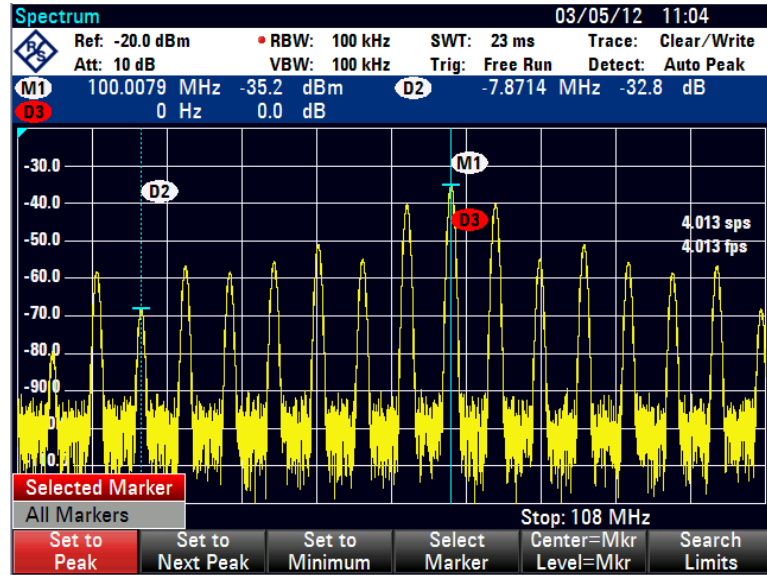 Spectrum 03/05/12 11:04
R&S Ref: -20.0 dBm RBW: 100 kHz SWT: 23 ms Trace: Clear/Write
Att: 10 dB VBW: 100 kHz Trig: Free Run Detect: Auto Peak
M1 100.0079 MHz -35.2 dBm D2 -7.8714 MHz -32.8 dB
D3 0 Hz 0.0 dB
M1
-30.0
D2
-40.0
D3
4.013 sps
-50.0
4.013 fps
-60.0
-70.0
-80.0
-90.0
Selected Marker
All Markers
Stop: 108 MHz
Set to Peak
Set to Next Peak
Set to Minimum
Select Marker
Center=Mkr Level=Mkr
Search Limits